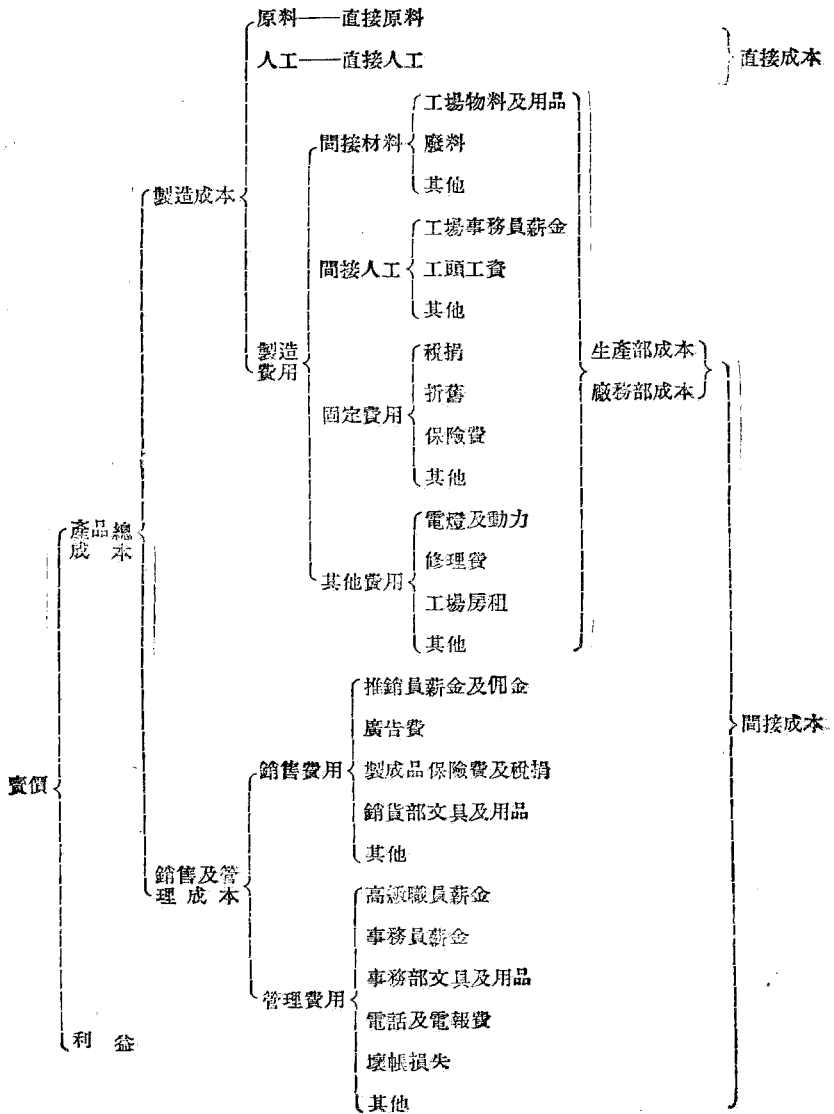 原料——直接原料
人工——直接人工
直接成本
工場物料及用品
間接材料
廢料
其他
製造成本
工場事務員薪金
間接人工
工頭工資
其他
製造
費用
稅捐
生產部成本
折舊
廠務部成本
固定費用
保險費
其他
產品總
成本
電燈及動力
修理費
其他費用
工場房租
其他
推銷員薪金及佣金
廣告費
間接成本
銷售費用
製成品保險費及稅捐
賣價
銷貨部文具及用品
其他
銷售及管
理成本
高級職員薪金
事務員薪金
事務部文具及用品
管理費用
電話及電報費
利益
壞帳損失
其他